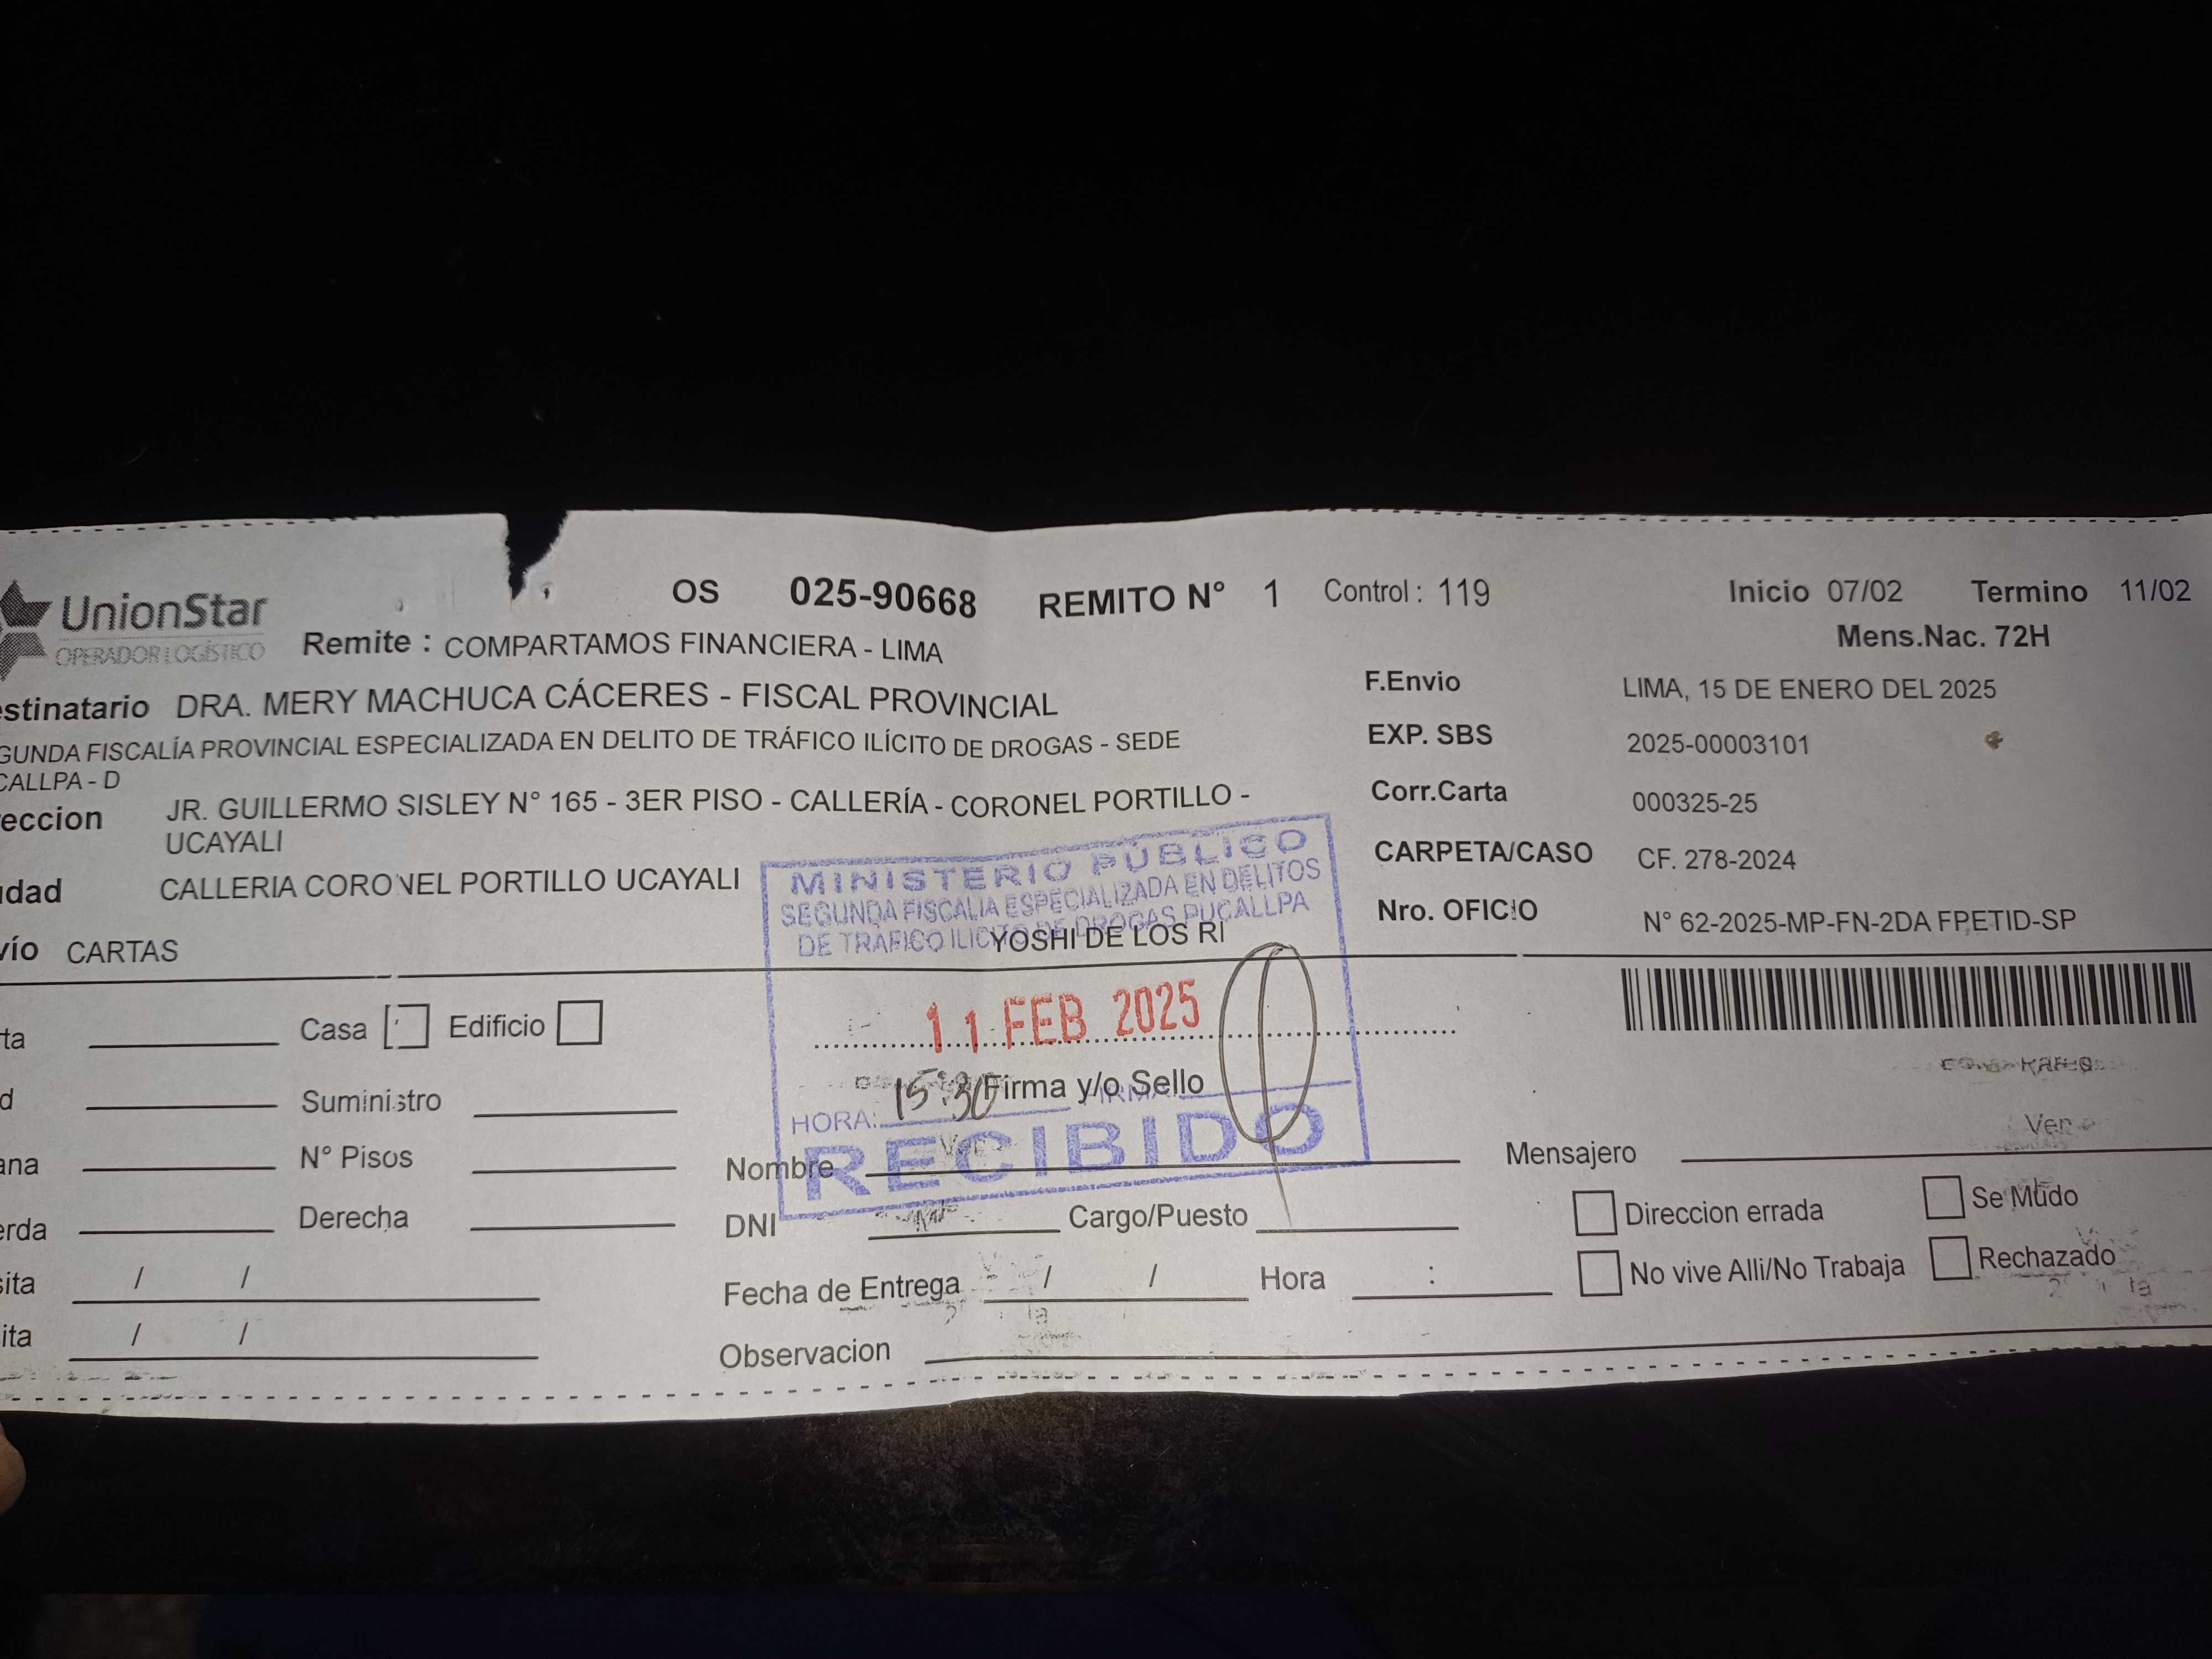 UnionStar
OPERADOR LOGÍSTICO
OS 025-90668 REMITO N° 1 Control : 119 Inicio 07/02 Termino 11/02
Mens.Nac. 72H
Remite : COMPARTAMOS FINANCIERA - LIMA
estinatario DRA. MERY MACHUCA CÁCERES - FISCAL PROVINCIAL
GUNDA FISCALÍA PROVINCIAL ESPECIALIZADA EN DELITO DE TRÁFICO ILÍCITO DE DROGAS - SEDE
CALLPA - D
eccion JR. GUILLERMO SISLEY N° 165 - 3ER PISO - CALLERÍA - CORONEL PORTILLO -
UCAYALI
dad CALLERIA CORONEL PORTILLO UCAYALI
vío CARTAS
F.Envio LIMA, 15 DE ENERO DEL 2025
EXP. SBS 2025-00003101
Corr.Carta 000325-25
CARPETA/CASO CF. 278-2024
Nro. OFICIO N° 62-2025-MP-FN-2DA FPETID-SP
MINISTERIO PÚBLICO
SEGUNDA FISCALIA ESPECIALIZADA EN DELITOS
DE TRÁFICO ILICITO DE DROGAS PUCALLPA
YOSHI DE LOS RI
11 FEB. 2025
HORA: 15:30 FIRMA
Firma y/o Sello
RECIBIDO
ta Casa Edificio
d Suministro
ana N° Pisos
erda Derecha
sita / /
ita / /
Nombre
DNI Cargo/Puesto
Fecha de Entrega / / Hora :
Observacion
Mensajero
Direccion errada Se Mudo
No vive Alli/No Trabaja Rechazado